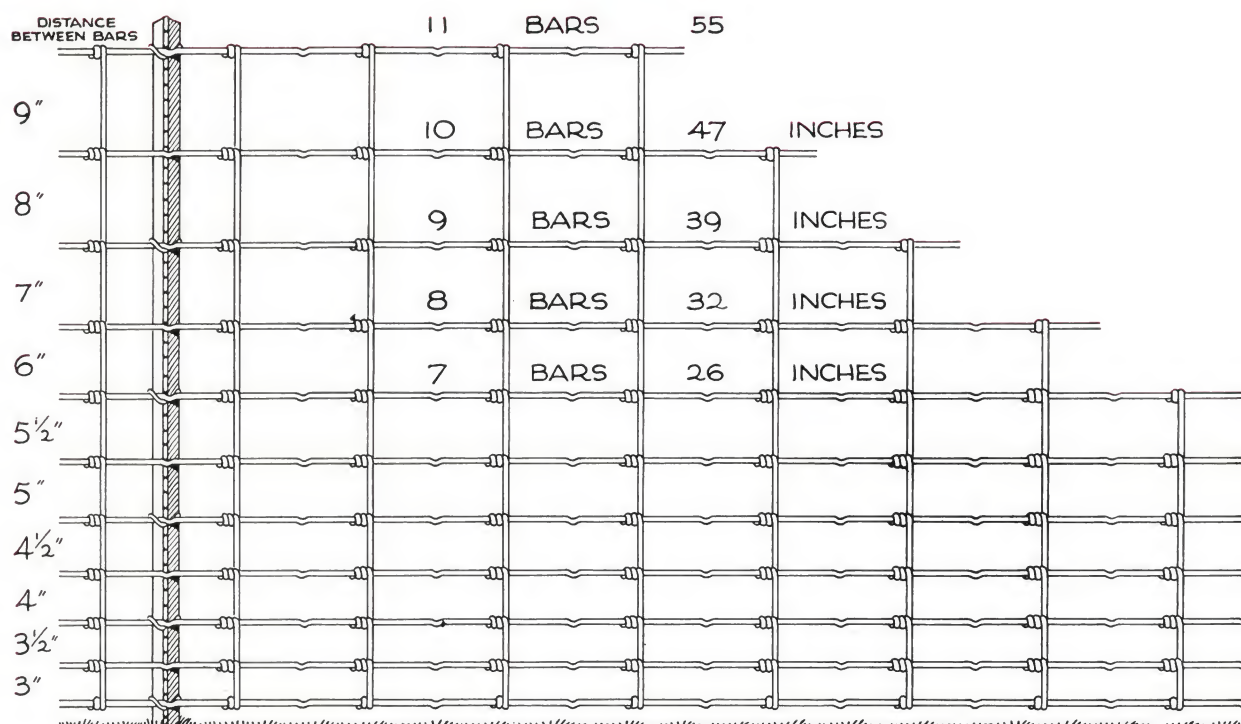 DISTANCE
BETWEEN BARS
11 BARS 55
9"
10 BARS 47 INCHES
8"
9 BARS 39 INCHES
7"
8 BARS 32 INCHES
6"
7 BARS 26 INCHES
5½"
5"
4½"
4"
3½"
3"